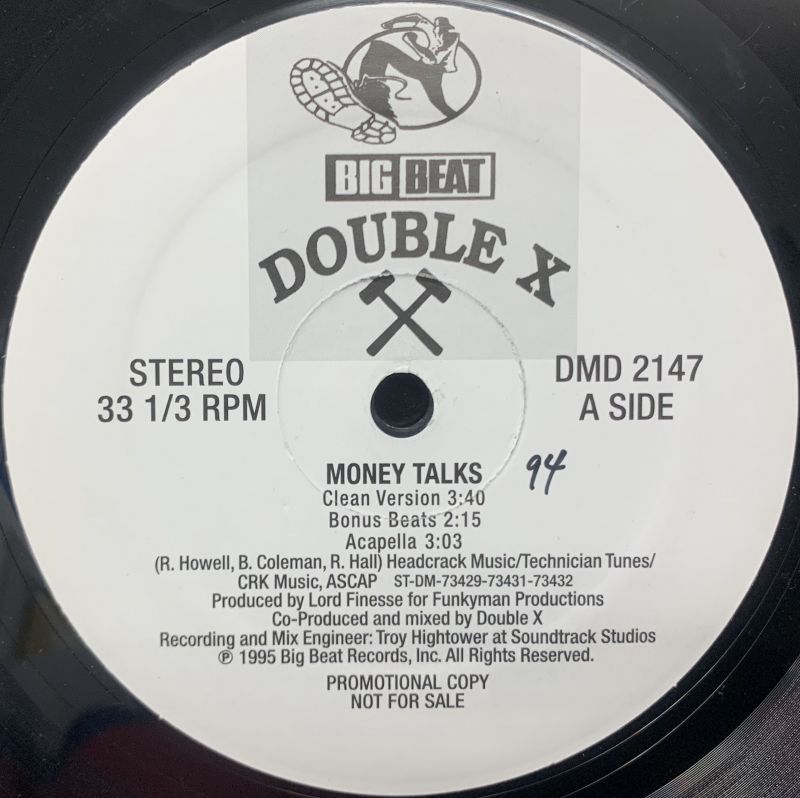 BIG BEAT
DOUBLE X
STEREO
33 1/3 RPM
DMD 2147
A SIDE
MONEY TALKS
94
Clean Version 3:40
Bonus Beats 2:15
Acapella 3:03
(R. Howell, B. Coleman, R. Hall) Headcrack Music/Technician Tunes/
CRK Music, ASCAP ST-DM-73429-73431-73432
Produced by Lord Finesse for Funkyman Productions
Co-Produced and mixed by Double X
Recording and Mix Engineer: Troy Hightower at Soundtrack Studios
℗ 1995 Big Beat Records, Inc. All Rights Reserved.
PROMOTIONAL COPY
NOT FOR SALE